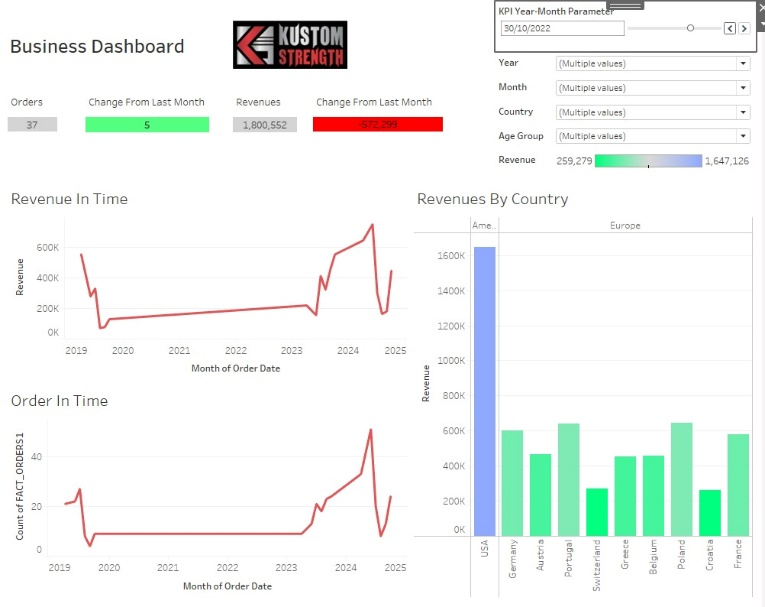 KPI Year-Month Parameter
30/10/2022
Business Dashboard
KUSTOM
STRENGTH
Year
(Multiple values)
Month
(Multiple values)
Country
(Multiple values)
Age Group
(Multiple values)
Revenue
259,279
1,647,126
Orders
Change From Last Month
Revenues
Change From Last Month
37
5
1,800,552
-672,299
Revenue In Time
600K
400K
200K
0K
Revenue
2019
2020
2021
2022
2023
2024
2025
Month of Order Date
Order In Time
40
20
0
Count of FACT_ORDERS1
2019
2020
2021
2022
2023
2024
2025
Month of Order Date
Revenues By Country
Ame..
Europe
1600K
1400K
1200K
1000K
800K
600K
400K
200K
0K
Revenue
USA
Germany
Austria
Portugal
Switzerland
Greece
Belgium
Poland
Croatia
France